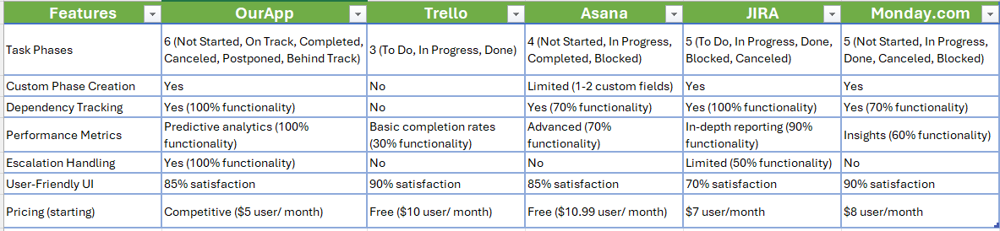 Features OurApp Trello Asana JIRA Monday.com
Task Phases
6 (Not Started, On Track, Completed,
Canceled, Postponed, Behind Track)
3 (To Do, In Progress, Done)
4 (Not Started, In Progress,
Completed, Blocked)
5 (To Do, In Progress, Done,
Blocked, Canceled)
5 (Not Started, In Progress,
Done, Canceled, Blocked)
Custom Phase Creation Yes No Limited (1-2 custom fields) Yes Yes
Dependency Tracking Yes (100% functionality) No Yes (70% functionality) Yes (100% functionality) Yes (70% functionality)
Performance Metrics
Predictive analytics (100%
functionality)
Basic completion rates
(30% functionality)
Advanced (70%
functionality)
In-depth reporting (90%
functionality)
Insights (60% functionality)
Escalation Handling Yes (100% functionality) No No Limited (50% functionality) No
User-Friendly UI 85% satisfaction 90% satisfaction 85% satisfaction 70% satisfaction 90% satisfaction
Pricing (starting) Competitive ($5 user/ month) Free ($10 user/ month) Free ($10.99 user/ month) $7 user/month $8 user/month